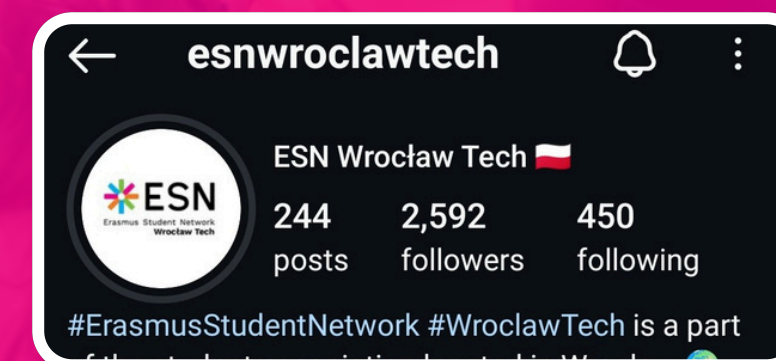 esnwroclawtech
ESN Wrocław Tech
ESN
Erasmus Student Network
Wrocław Tech
244 2,592 450
posts followers following
#ErasmusStudentNetwork #WroclawTech is a part